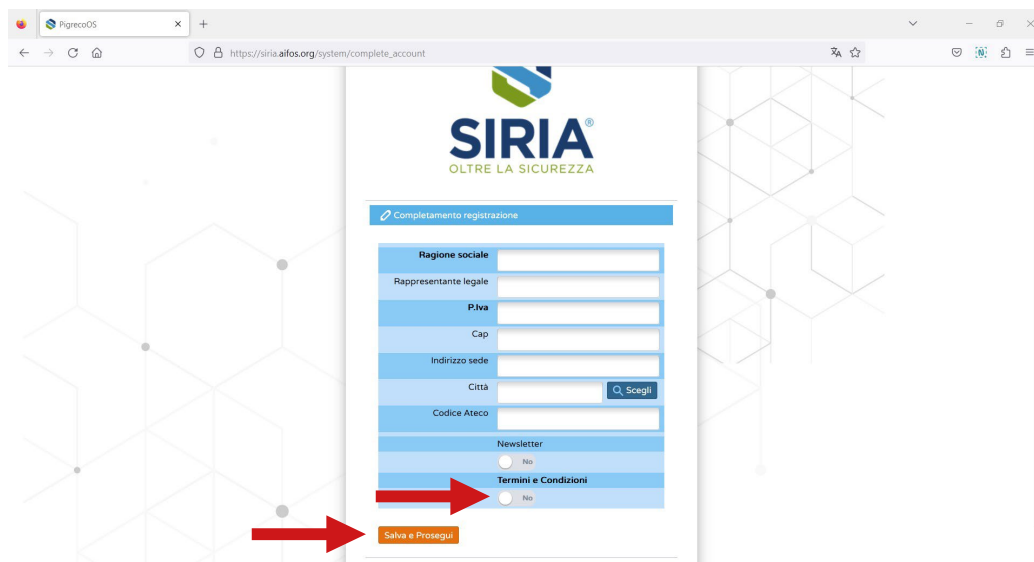 PigrecoOS
https://siria.aifos.org/system/complete_account
SIRIA®
OLTRE LA SICUREZZA
Completamento registrazione
Ragione sociale
Rappresentante legale
P.Iva
Cap
Indirizzo sede
Città
Scegli
Codice Ateco
Newsletter
No
Termini e Condizioni
No
Salva e Prosegui